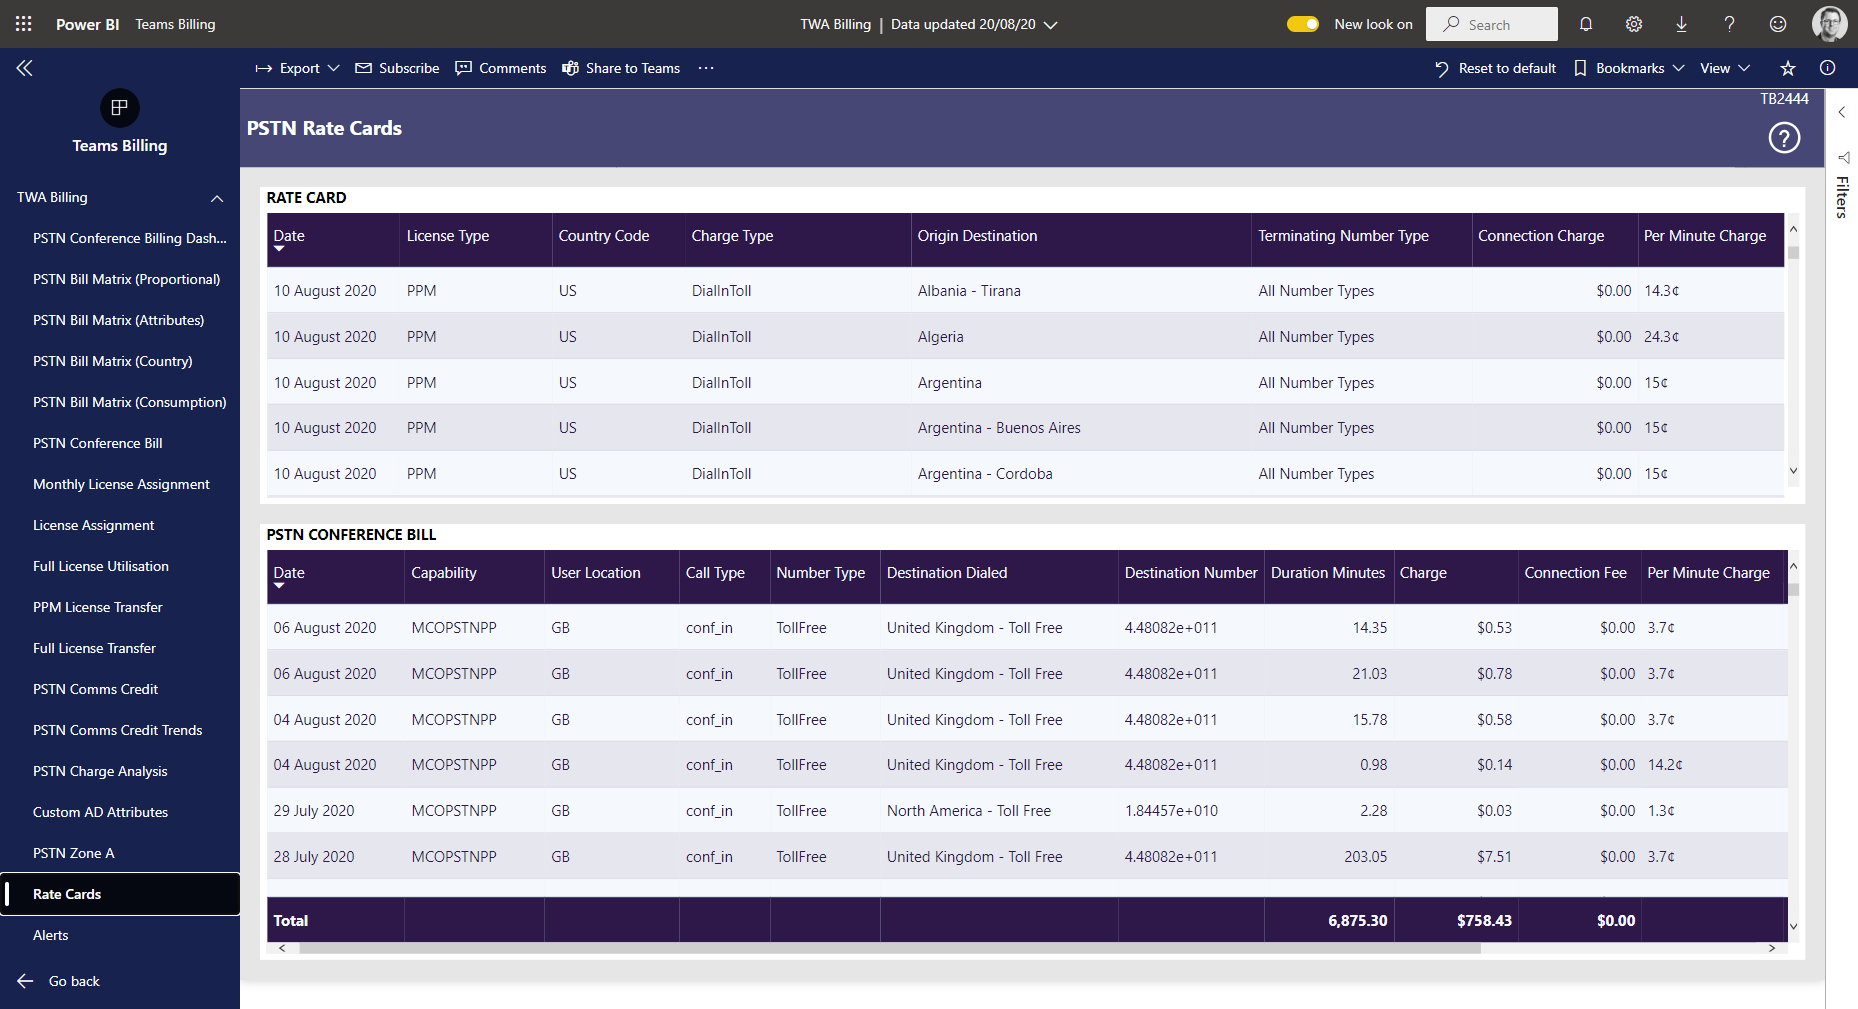 Power BI Teams Billing TWA Billing | Data updated 20/08/20 New look on Search
Export Subscribe Comments Share to Teams ··· Reset to default Bookmarks View
Teams Billing
TWA Billing
PSTN Conference Billing Dash...
PSTN Bill Matrix (Proportional)
PSTN Bill Matrix (Attributes)
PSTN Bill Matrix (Country)
PSTN Bill Matrix (Consumption)
PSTN Conference Bill
Monthly License Assignment
License Assignment
Full License Utilisation
PPM License Transfer
Full License Transfer
PSTN Comms Credit
PSTN Comms Credit Trends
PSTN Charge Analysis
Custom AD Attributes
PSTN Zone A
Rate Cards
Alerts
Go back
TB2444
PSTN Rate Cards
Filters
RATE CARD
Date License Type Country Code Charge Type Origin Destination Terminating Number Type Connection Charge Per Minute Charge
10 August 2020 PPM US DialInToll Albania - Tirana All Number Types $0.00 14.3¢
10 August 2020 PPM US DialInToll Algeria All Number Types $0.00 24.3¢
10 August 2020 PPM US DialInToll Argentina All Number Types $0.00 15¢
10 August 2020 PPM US DialInToll Argentina - Buenos Aires All Number Types $0.00 15¢
10 August 2020 PPM US DialInToll Argentina - Cordoba All Number Types $0.00 15¢
PSTN CONFERENCE BILL
Date Capability User Location Call Type Number Type Destination Dialed Destination Number Duration Minutes Charge Connection Fee Per Minute Charge
06 August 2020 MCOPSTNPP GB conf_in TollFree United Kingdom - Toll Free 4.48082e+011 14.35 $0.53 $0.00 3.7¢
06 August 2020 MCOPSTNPP GB conf_in TollFree United Kingdom - Toll Free 4.48082e+011 21.03 $0.78 $0.00 3.7¢
04 August 2020 MCOPSTNPP GB conf_in TollFree United Kingdom - Toll Free 4.48082e+011 15.78 $0.58 $0.00 3.7¢
04 August 2020 MCOPSTNPP GB conf_in TollFree United Kingdom - Toll Free 4.48082e+011 0.98 $0.14 $0.00 14.2¢
29 July 2020 MCOPSTNPP GB conf_in TollFree North America - Toll Free 1.84457e+010 2.28 $0.03 $0.00 1.3¢
28 July 2020 MCOPSTNPP GB conf_in TollFree United Kingdom - Toll Free 4.48082e+011 203.05 $7.51 $0.00 3.7¢
Total 6,875.30 $758.43 $0.00